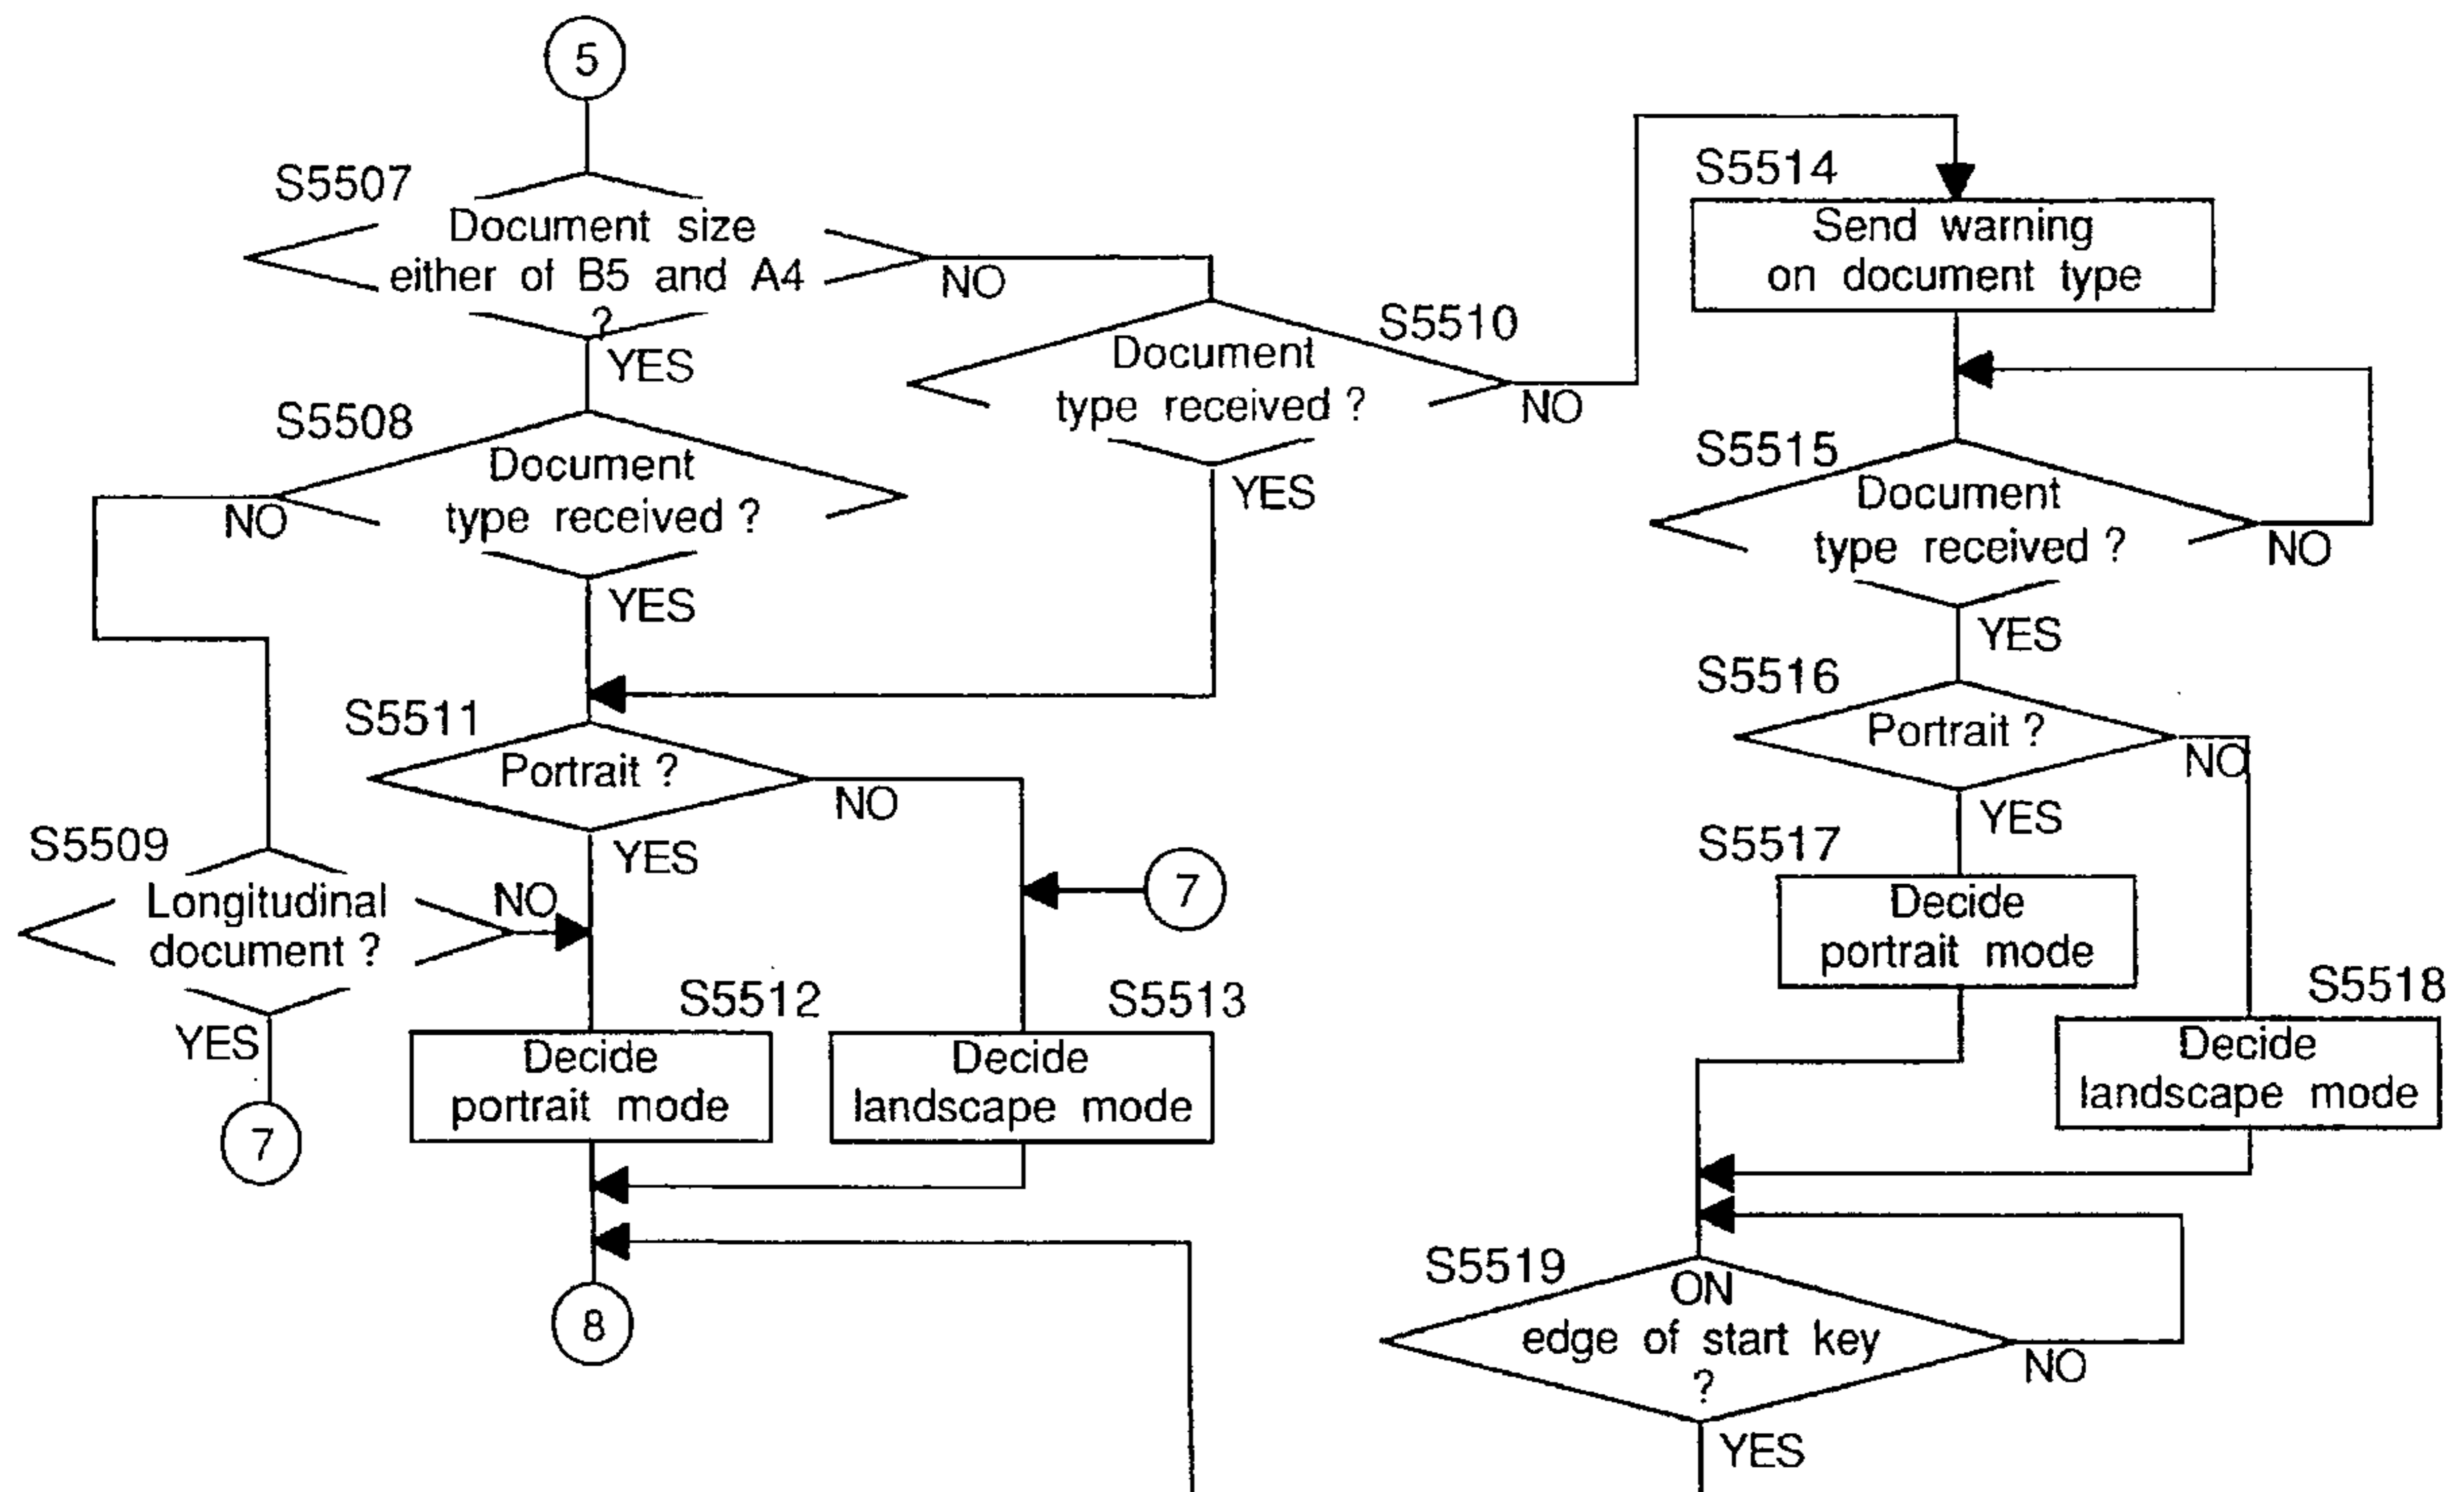 5
S5507
Document size
either of B5 and A4
?
NO
YES
S5508
Document
type received ?
NO
YES
S5510
Document
type received ?
NO
YES
S5511
Portrait ?
NO
YES
S5509
Longitudinal
document ?
NO
YES
7
7
S5512
Decide
portrait mode
S5513
Decide
landscape mode
8
S5514
Send warning
on document type
S5515
Document
type received ?
NO
YES
S5516
Portrait ?
NO
YES
S5517
Decide
portrait mode
S5518
Decide
landscape mode
S5519
ON
edge of start key
?
NO
YES